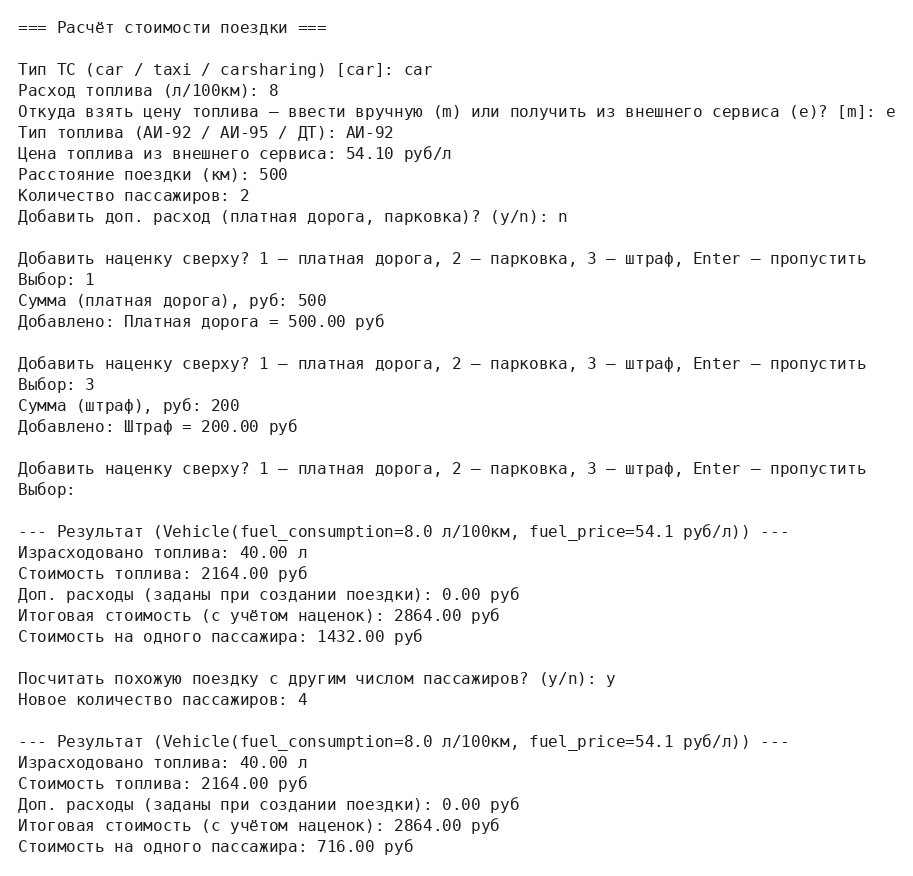 === Расчёт стоимости поездки ===
Тип ТС (car / taxi / carsharing) [car]: car
Расход топлива (л/100км): 8
Откуда взять цену топлива — ввести вручную (m) или получить из внешнего сервиса (e)? [m]: e
Тип топлива (АИ-92 / АИ-95 / ДТ): АИ-92
Цена топлива из внешнего сервиса: 54.10 руб/л
Расстояние поездки (км): 500
Количество пассажиров: 2
Добавить доп. расход (платная дорога, парковка)? (y/n): n
Добавить наценку сверху? 1 — платная дорога, 2 — парковка, 3 — штраф, Enter — пропустить
Выбор: 1
Сумма (платная дорога), руб: 500
Добавлено: Платная дорога = 500.00 руб
Добавить наценку сверху? 1 — платная дорога, 2 — парковка, 3 — штраф, Enter — пропустить
Выбор: 3
Сумма (штраф), руб: 200
Добавлено: Штраф = 200.00 руб
Добавить наценку сверху? 1 — платная дорога, 2 — парковка, 3 — штраф, Enter — пропустить
Выбор:
--- Результат (Vehicle(fuel_consumption=8.0 л/100км, fuel_price=54.1 руб/л)) ---
Израсходовано топлива: 40.00 л
Стоимость топлива: 2164.00 руб
Доп. расходы (заданы при создании поездки): 0.00 руб
Итоговая стоимость (с учётом наценок): 2864.00 руб
Стоимость на одного пассажира: 1432.00 руб
Посчитать похожую поездку с другим числом пассажиров? (y/n): y
Новое количество пассажиров: 4
--- Результат (Vehicle(fuel_consumption=8.0 л/100км, fuel_price=54.1 руб/л)) ---
Израсходовано топлива: 40.00 л
Стоимость топлива: 2164.00 руб
Доп. расходы (заданы при создании поездки): 0.00 руб
Итоговая стоимость (с учётом наценок): 2864.00 руб
Стоимость на одного пассажира: 716.00 руб